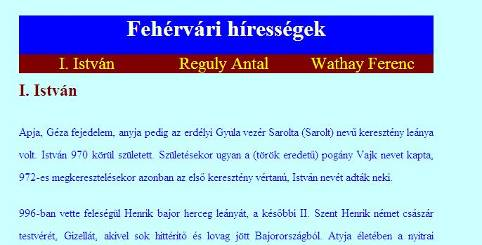 Fehérvári hírességek
I. István Reguly Antal Wathay Ferenc
I. István
Apja, Géza fejedelem, anyja pedig az erdélyi Gyula vezér Sarolta (Sarolt) nevű keresztény leánya
volt. István 970 körül született. Születésekor ugyan a (török eredetű) pogány Vajk nevet kapta,
972-es megkeresztelésekor azonban az első keresztény vértanú, István nevét adták neki.
996-ban vette feleségül Henrik bajor herceg leányát, a későbbi II. Szent Henrik német császár
testvérét, Gizellát, akivel sok hittérítő és lovag jött Bajorországból. Atyja életében a nyitrai